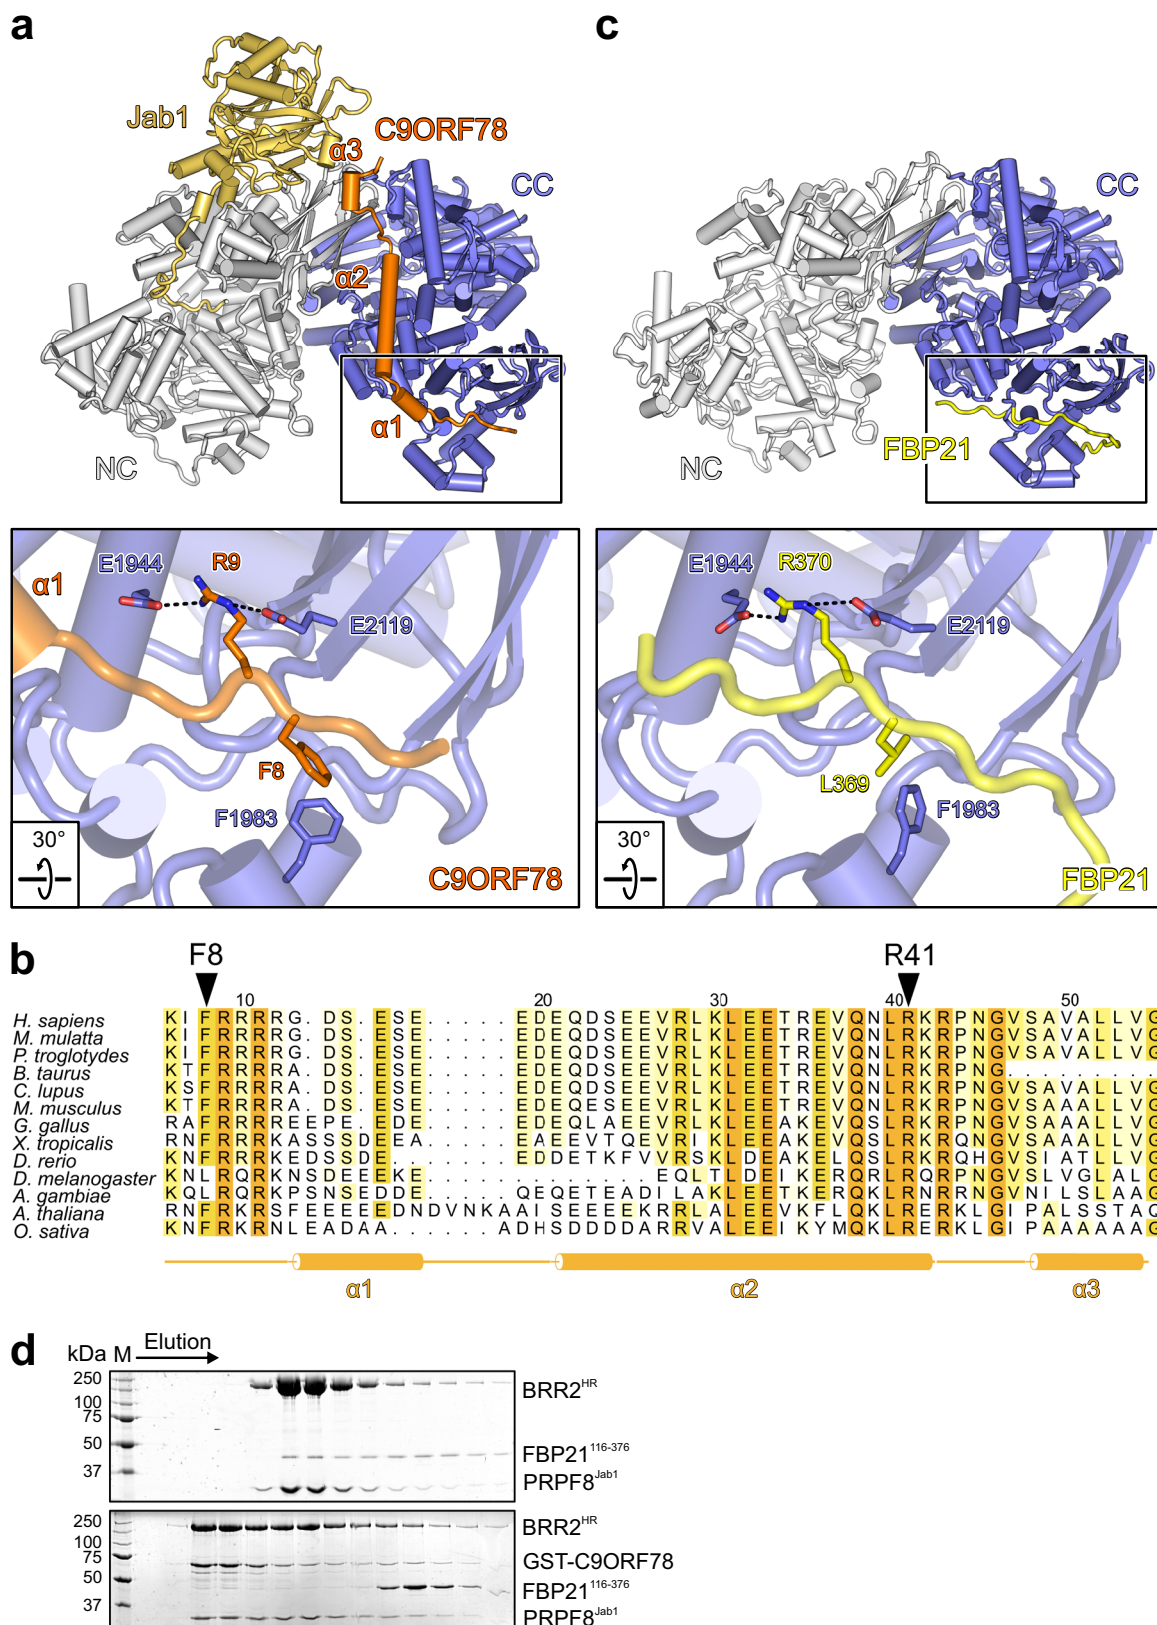 a
c
Jab1
C9ORF78
α3
CC
α2
α1
NC
CC
FBP21
NC
α1
E1944
R9
E2119
F8
F1983
30°
C9ORF78
E1944
R370
E2119
L369
F1983
30°
FBP21
b
F8
R41
10 20 30 40 50
H. sapiens K I F R R R R G . D S . E S E . . . . . E D E Q D S E E V R L K L E E T R E V Q N L R K R P N G V S A V A L L V G
M. mulatta K I F R R R R G . D S . E S E . . . . . E D E Q D S E E V R L K L E E T R E V Q N L R K R P N G V S A V A L L V G
P. troglotydes K I F R R R R G . D S . E S E . . . . . E D E Q D S E E V R L K L E E T R E V Q N L R K R P N G V S A V A L L V G
B. taurus K T F R R R R A . D S . E S E . . . . . E D E Q D S E E V R L K L E E T R E V Q N L R K R P N G . . . . . . . . .
C. lupus K S F R R R R A . D S . E S E . . . . . E D E Q D S E E V R L K L E E T R E V Q N L R K R P N G V S A V A L L V G
M. musculus K T F R R R R A . D S . E S E . . . . . E D E Q E S E E V R L K L E E T R E V Q N L R K R P N G V S A V A L L V G
G. gallus R A F R R R R E E P E . E D E . . . . . E D E Q L A E E V R L K L E E T R E V Q S L R K R P N G V S A A A L L V G
X. tropicalis R N F R R R K A S S S D E E A . . . . . E A E E V T Q E V R I K L E E A K E V Q S L R K R Q N G V S A A A L L V G
D. rerio K N F R R R K E D S S D E E . . . . . . E D D E T K F V V R S K L D E A K E L Q S L R K R Q H G V S I A T L L V G
D. melanogaster K N L R Q R K N S D E E E K E . . . . . . . . . . . . . E Q L T L D E I K E R Q R L R Q R P N G V S L V G L A L G
A. gambiae K Q L R Q R K P S N S E D D E . . . . . Q E Q E T E A D I L A K L E E T K E R Q K L R N R R N G V N I L S L A A G
A. thaliana R N F R K R S F E E E E E D N D V N K A A I S E E E E K R R L A L E E V K F L Q K L R E R K L G I P A L S S T A Q
O. sativa K N F R K R N L E A D A A . . . . . . A D H S D D D D A R R V A L E E I K Y M Q K L R E R K L G I P A A A A A A G
α1 α2 α3
d
kDa M Elution
250
100
75
50
37
BRR2HR
FBP21116-376
PRPF8Jab1
250
100
75
50
37
BRR2HR
GST-C9ORF78
FBP21116-376
PRPF8Jab1